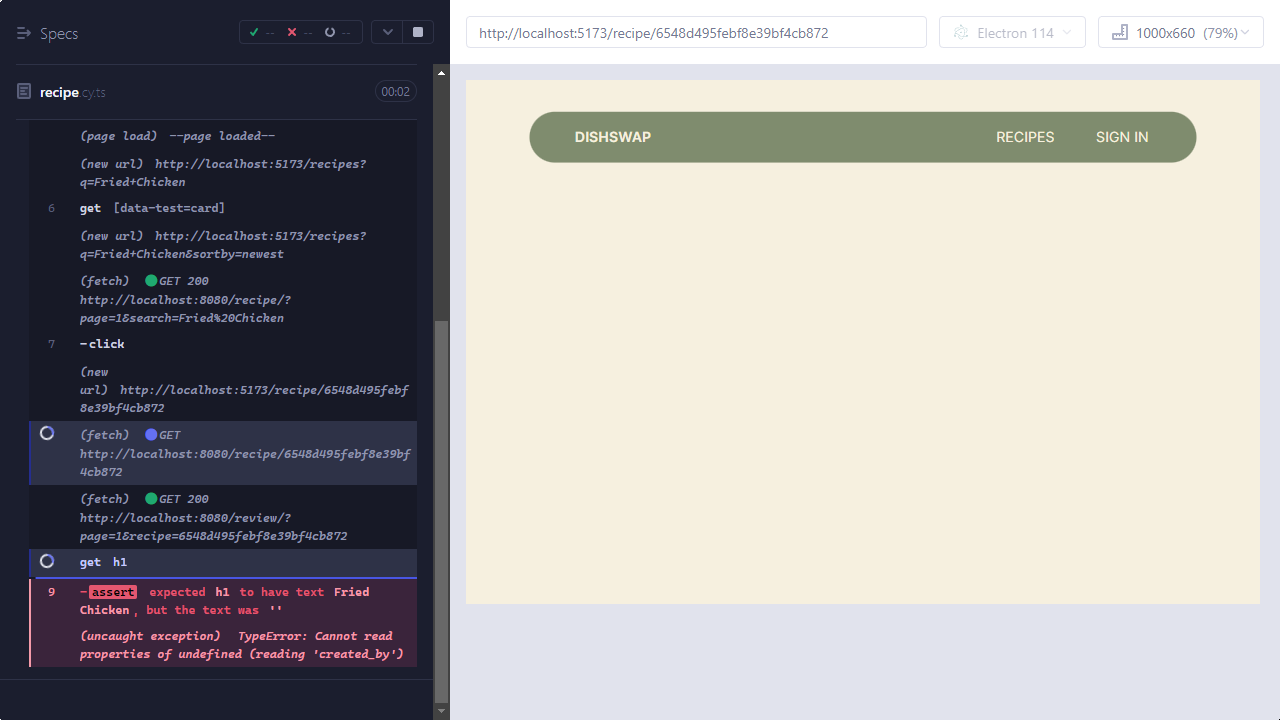 Specs
--
--
--
recipe.cy.ts
00:02
(page load) --page loaded--
(new url) http://localhost:5173/recipes?
q=Fried+Chicken
6 get [data-test=card]
(new url) http://localhost:5173/recipes?
q=Fried+Chicken&sortby=newest
(fetch) GET 200
http://localhost:8080/recipe/?
page=1&search=Fried%20Chicken
7 -click
(new
url) http://localhost:5173/recipe/6548d495febf
8e39bf4cb872
(fetch) GET
http://localhost:8080/recipe/6548d495febf8e39bf
4cb872
(fetch) GET 200
http://localhost:8080/review/?
page=1&recipe=6548d495febf8e39bf4cb872
get h1
9 -assert expected h1 to have text Fried
Chicken, but the text was ''
(uncaught exception) TypeError: Cannot read
properties of undefined (reading 'created_by')
http://localhost:5173/recipe/6548d495febf8e39bf4cb872
Electron 114
1000x660 (79%)
DISHSWAP
RECIPES
SIGN IN